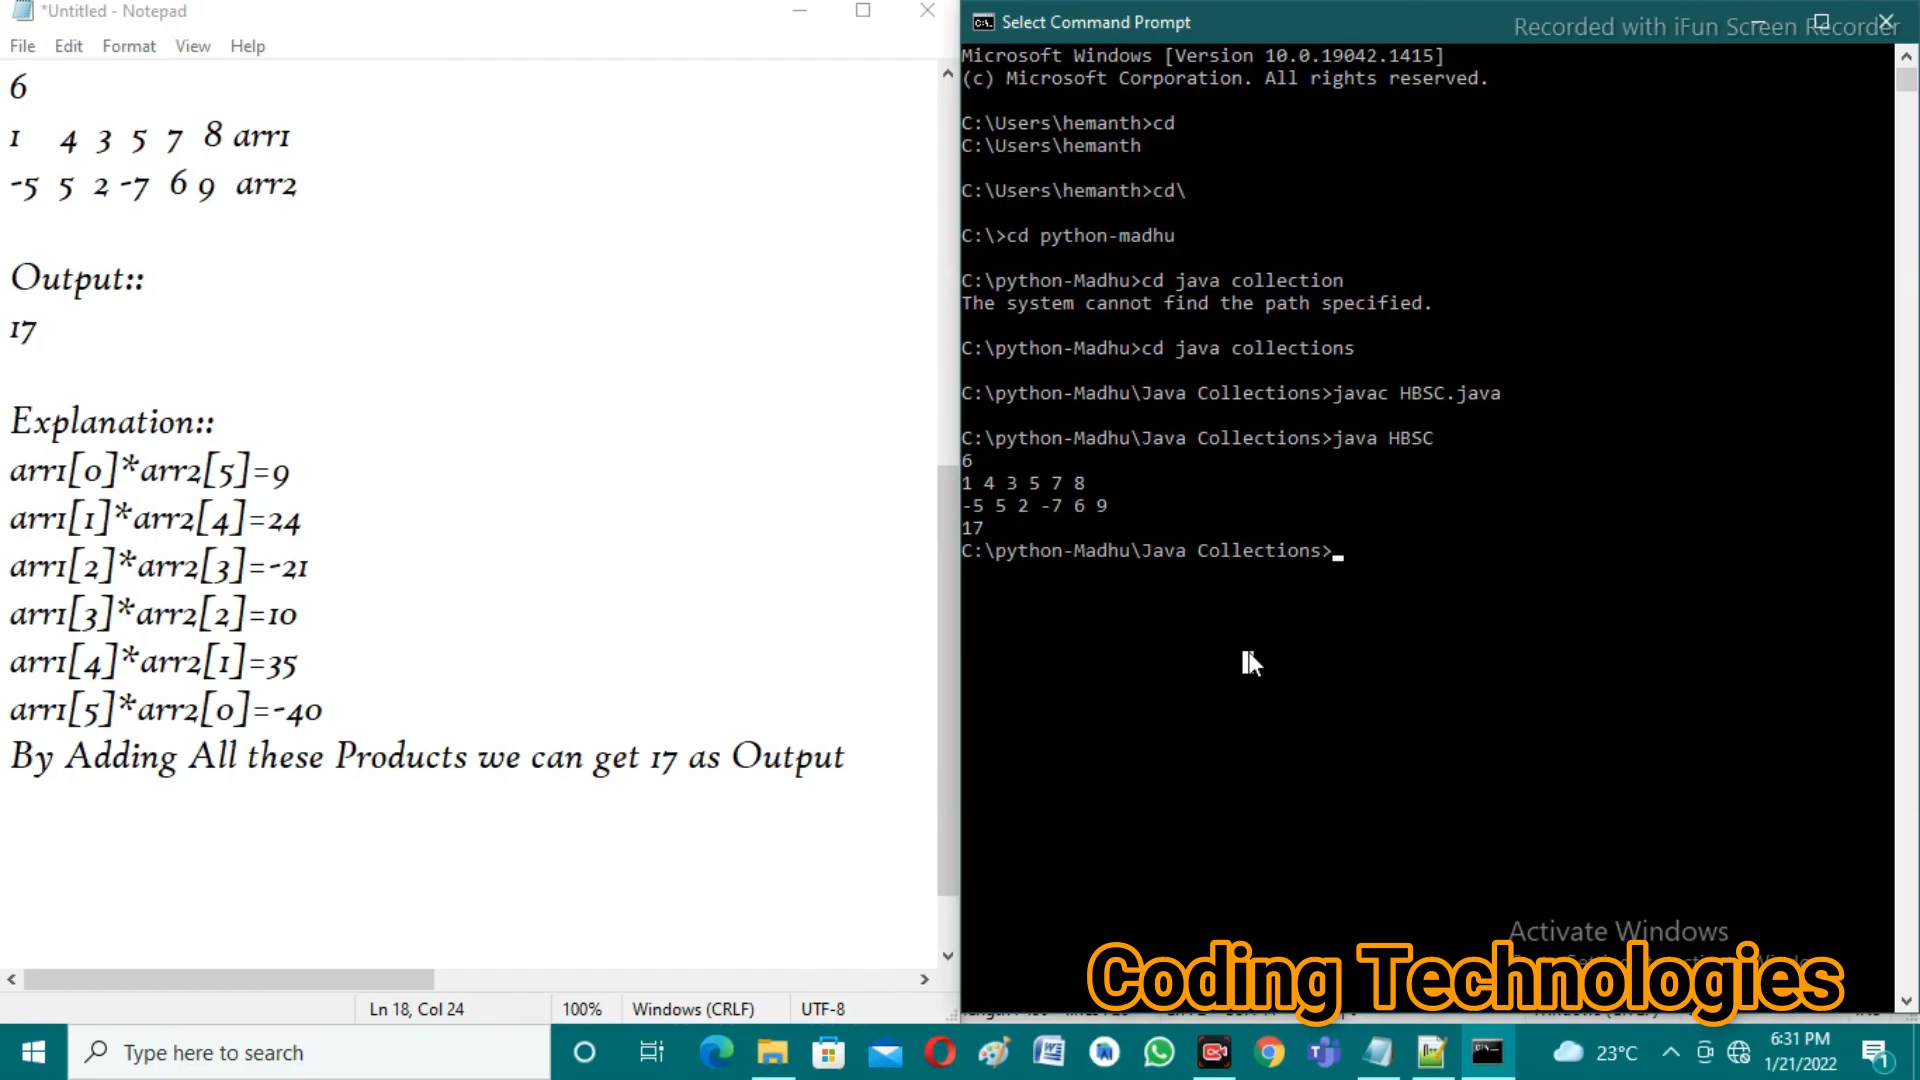 *Untitled - Notepad
File Edit Format View Help
6
1 4 3 5 7 8 arr1
-5 5 2 -7 6 9 arr2
Output::
17
Explanation::
arr1[0]*arr2[5]=9
arr1[1]*arr2[4]=24
arr1[2]*arr2[3]=-21
arr1[3]*arr2[2]=10
arr1[4]*arr2[1]=35
arr1[5]*arr2[0]=-40
By Adding All these Products we can get 17 as Output
Ln 18, Col 24 100% Windows (CRLF) UTF-8
Select Command Prompt
Recorded with iFun Screen Recorder
Microsoft Windows [Version 10.0.19042.1415]
(c) Microsoft Corporation. All rights reserved.
C:\Users\hemanth>cd
C:\Users\hemanth
C:\Users\hemanth>cd\
C:\>cd python-madhu
C:\python-Madhu>cd java collection
The system cannot find the path specified.
C:\python-Madhu>cd java collections
C:\python-Madhu\Java Collections>javac HBSC.java
C:\python-Madhu\Java Collections>java HBSC
6
1 4 3 5 7 8
-5 5 2 -7 6 9
17
C:\python-Madhu\Java Collections>
Activate Windows
Coding Technologies
Type here to search
23°C
6:31 PM
1/21/2022
1